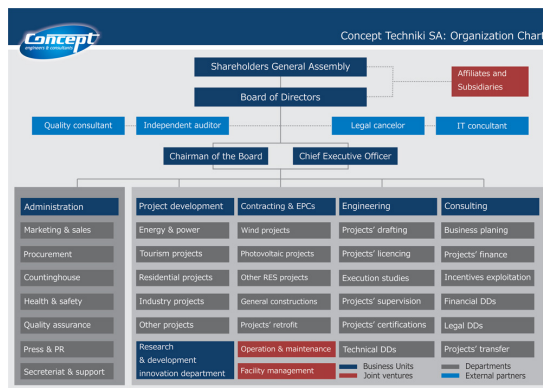 Concept
engineers & consultants
Concept Techniki SA: Organization Chart
Shareholders General Assembly
Affiliates and
Subsidiaries
Board of Directors
Quality consultant
Independent auditor
Legal cancelor
IT concultant
Chairman of the Board
Chief Executive Officer
Administration
Marketing & sales
Procurement
Countinghouse
Health & safety
Quality assurance
Press & PR
Secreteriat & support
Project development
Energy & power
Tourism projects
Residential projects
Industry projects
Other projects
Research
& development
innovation department
Contracting & EPCs
Wind projects
Photovoltaic projects
Other RES projects
General constructions
Projects' retrofit
Operation & maintenance
Facility management
Engineering
Projects' drafting
Projects' licencing
Execution studies
Projects' supervision
Projects' certifications
Technical DDs
Consulting
Business planing
Projects' finance
Incentives exploitation
Financial DDs
Legal DDs
Projects' transfer
Business Units
Joint ventures
Departments
External partners